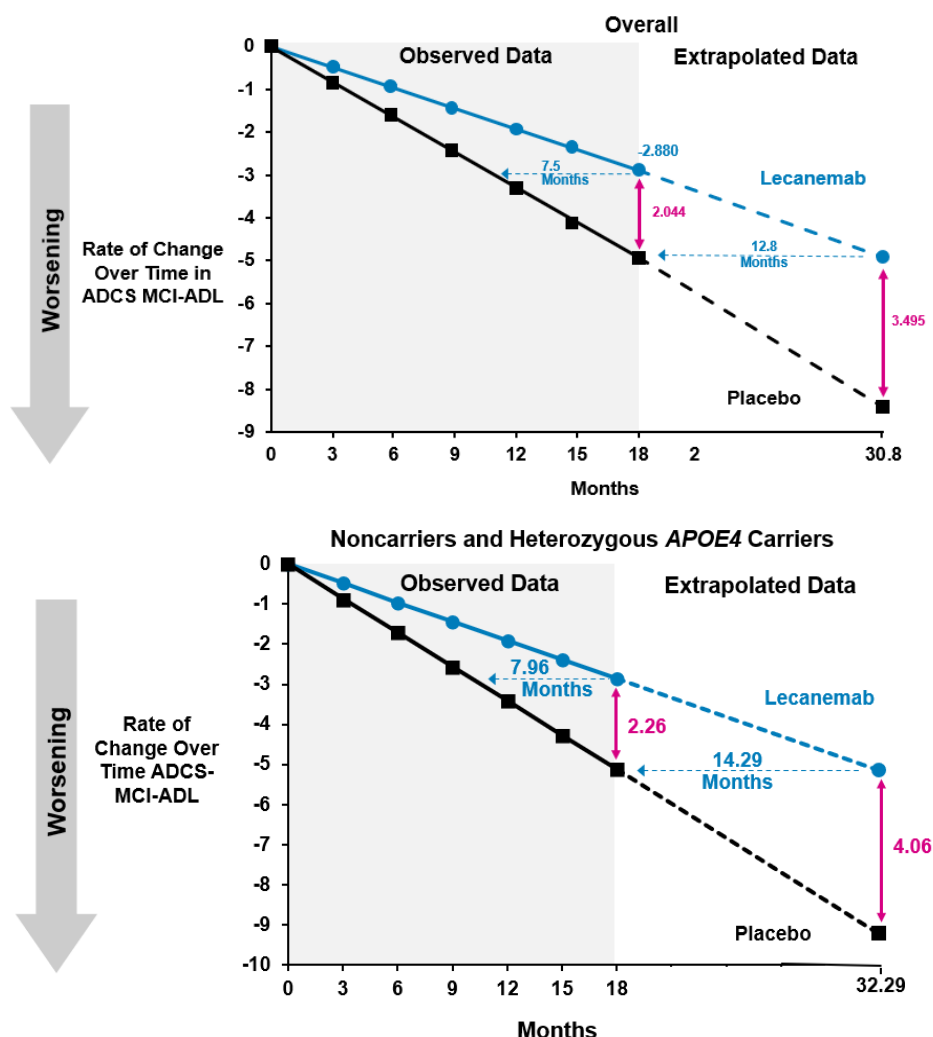 Overall
Observed Data
Extrapolated Data
0
-1
-2
-3
-4
-5
-6
-7
-8
-9
Worsening
Rate of Change
Over Time in
ADCS MCI-ADL
-2.880
7.5
Months
2.044
Lecanemab
12.8
Months
3.495
Placebo
0 3 6 9 12 15 18 2 30.8
Months
Noncarriers and Heterozygous APOE4 Carriers
Observed Data
Extrapolated Data
0
-1
-2
-3
-4
-5
-6
-7
-8
-9
-10
Worsening
Rate of
Change Over
Time ADCS-
MCI-ADL
7.96
Months
2.26
Lecanemab
14.29
Months
4.06
Placebo
0 3 6 9 12 15 18 32.29
Months